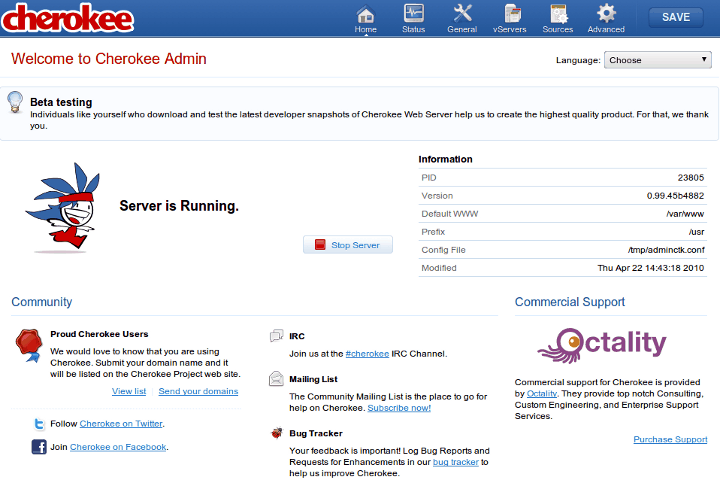 cherokee
Home
Status
General
vServers
Sources
Advanced
SAVE
Welcome to Cherokee Admin
Language:
Choose
Beta testing
Individuals like yourself who download and test the latest developer snapshots of Cherokee Web Server help us to create the highest quality product. For that, we thank
you.
Server is Running.
Stop Server
Information
PID 23805
Version 0.99.45b4882
Default WWW /var/www
Prefix /usr
Config File /tmp/adminctk.conf
Modified Thu Apr 22 14:43:18 2010
Community
Proud Cherokee Users
We would love to know that you are using
Cherokee. Submit your domain name and it
will be listed on the Cherokee Project web site.
View list
Send your domains
Follow Cherokee on Twitter.
Join Cherokee on Facebook.
IRC
Join us at the #cherokee IRC Channel.
Mailing List
The Community Mailing List is the place to go for
help on Cherokee. Subscribe now!
Bug Tracker
Your feedback is important! Log Bug Reports and
Requests for Enhancements in our bug tracker to
help us improve Cherokee.
Commercial Support
Octality
Commercial support for Cherokee is provided
by Octality. They provide top notch Consulting,
Custom Engineering, and Enterprise Support
Services.
Purchase Support